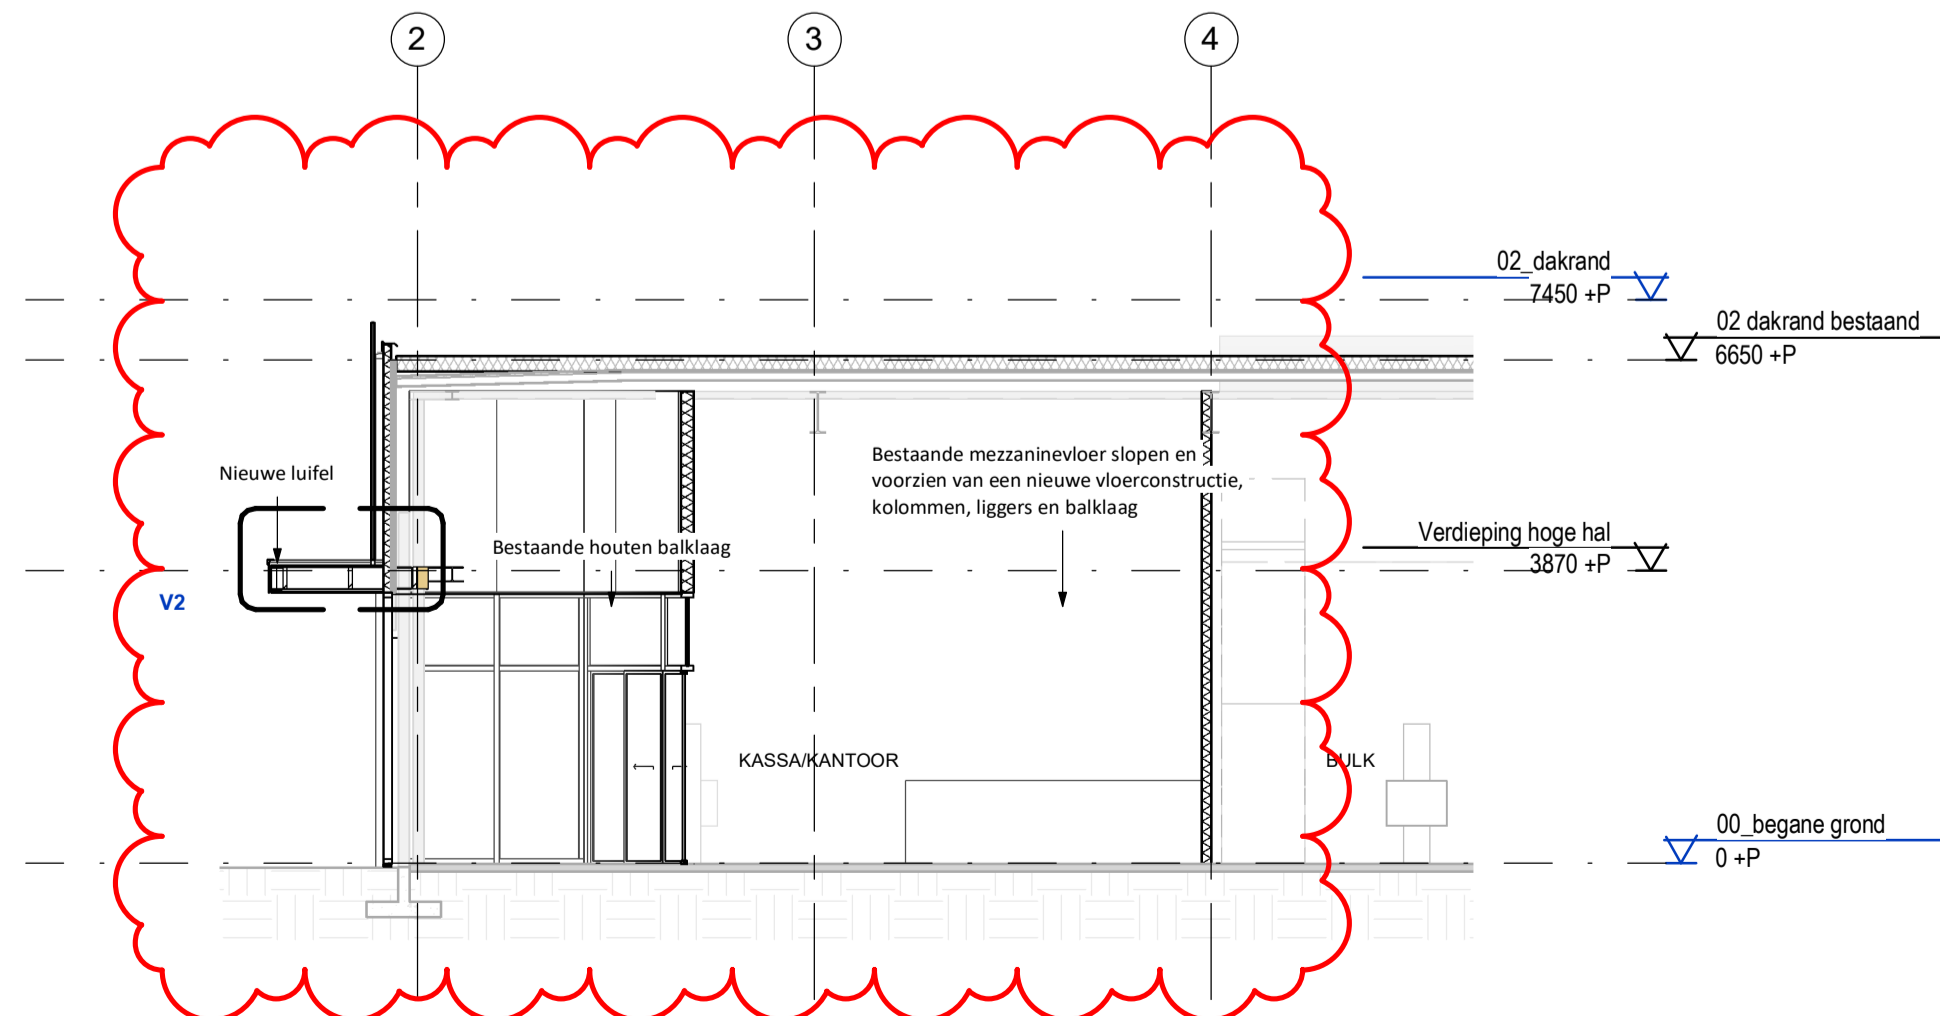 2
3
4
02_dakrand
7450 +P
02 dakrand bestaand
6650 +P
Nieuwe luifel
Bestaande mezzaninevloer slopen en
voorzien van een nieuwe vloerconstructie,
kolommen, liggers en balklaag
Bestaande houten balklaag
Verdieping hoge hal
3870 +P
V2
KASSA/KANTOOR
BULK
00_begane grond
0 +P